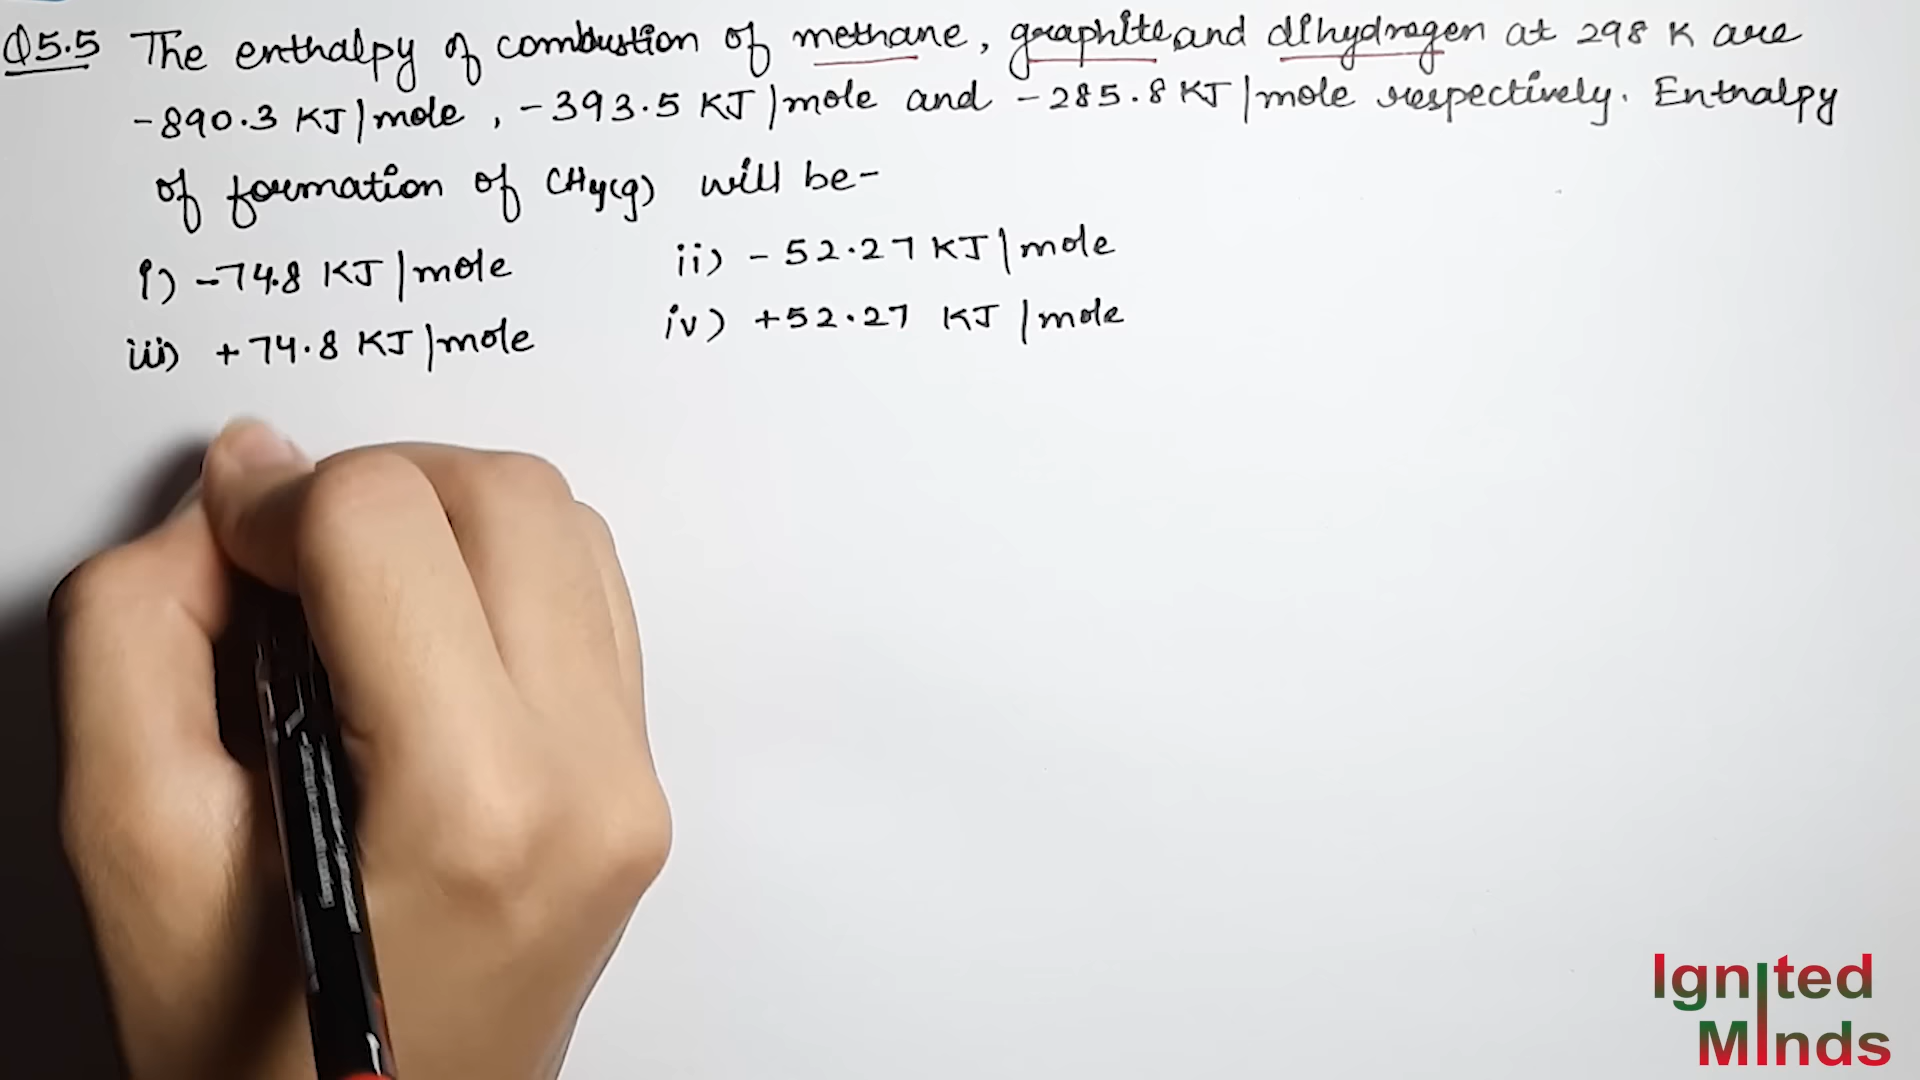 Q5.5 The enthalpy of combustion of methane, graphite and dihydrogen at 298 K are
-890.3 KJ/mole, -393.5 KJ/mole and -285.8 KJ/mole respectively. Enthalpy
of formation of CH4(g) will be-
i) -74.8 KJ/mole ii) -52.27 KJ/mole
iii) +74.8 KJ/mole iv) +52.27 KJ/mole
Ignited
Minds